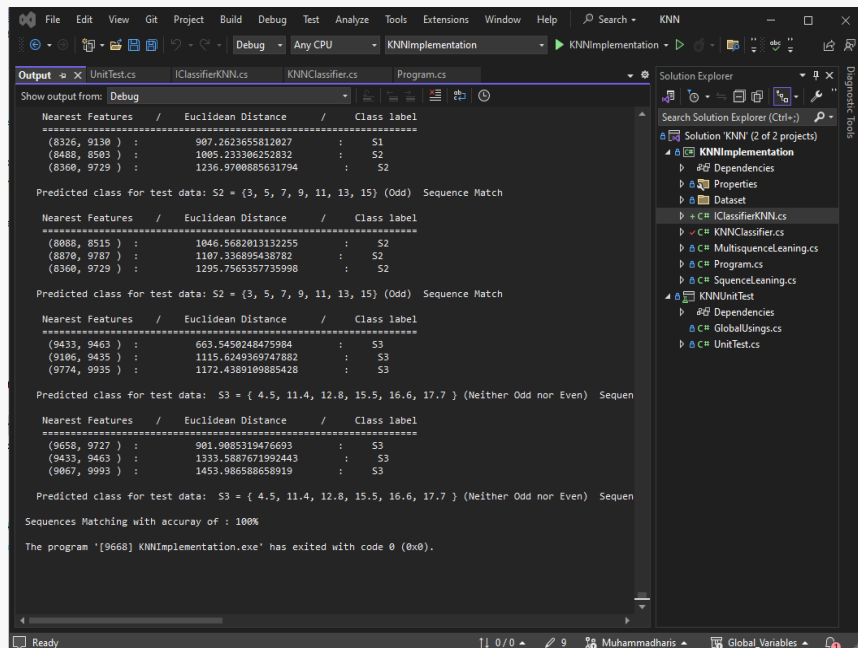 File Edit View Git Project Build Debug Test Analyze Tools Extensions Window Help Search KNN
Debug Any CPU KNNImplementation KNNImplementation
Output UnitTest.cs IClassifierKNN.cs KNNClassifier.cs Program.cs
Show output from: Debug
Nearest Features / Euclidean Distance / Class label
==========================================================
(8326, 9130 ) : 907.2623655812027 : S1
(8488, 8503 ) : 1005.233306252832 : S2
(8360, 9729 ) : 1236.9700885631794 : S2
Predicted class for test data: S2 = {3, 5, 7, 9, 11, 13, 15} (Odd) Sequence Match
Nearest Features / Euclidean Distance / Class label
==========================================================
(8088, 8515 ) : 1046.5682013132255 : S2
(8870, 9787 ) : 1107.336895438782 : S2
(8360, 9729 ) : 1295.7565357735998 : S2
Predicted class for test data: S2 = {3, 5, 7, 9, 11, 13, 15} (Odd) Sequence Match
Nearest Features / Euclidean Distance / Class label
==========================================================
(9433, 9463 ) : 663.5450248475984 : S3
(9106, 9435 ) : 1115.6249369747882 : S3
(9774, 9935 ) : 1172.4389109885428 : S3
Predicted class for test data: S3 = { 4.5, 11.4, 12.8, 15.5, 16.6, 17.7 } (Neither Odd nor Even) Sequen
Nearest Features / Euclidean Distance / Class label
==========================================================
(9658, 9727 ) : 901.9085319476693 : S3
(9433, 9463 ) : 1333.5887671992443 : S3
(9067, 9993 ) : 1453.986588658919 : S3
Predicted class for test data: S3 = { 4.5, 11.4, 12.8, 15.5, 16.6, 17.7 } (Neither Odd nor Even) Sequen
Sequences Matching with accuray of : 100%
The program '[9668] KNNImplementation.exe' has exited with code 0 (0x0).
Solution Explorer
Search Solution Explorer (Ctrl+;)
Solution 'KNN' (2 of 2 projects)
C# KNNImplementation
Dependencies
Properties
Dataset
C# IClassifierKNN.cs
C# KNNClassifier.cs
C# MultisquenceLeaning.cs
C# Program.cs
C# SquenceLeaning.cs
KNNUnitTest
Dependencies
C# GlobalUsings.cs
C# UnitTest.cs
Diagnostic Tools
Ready 0 / 0 9 Muhammadharis Global_Variables